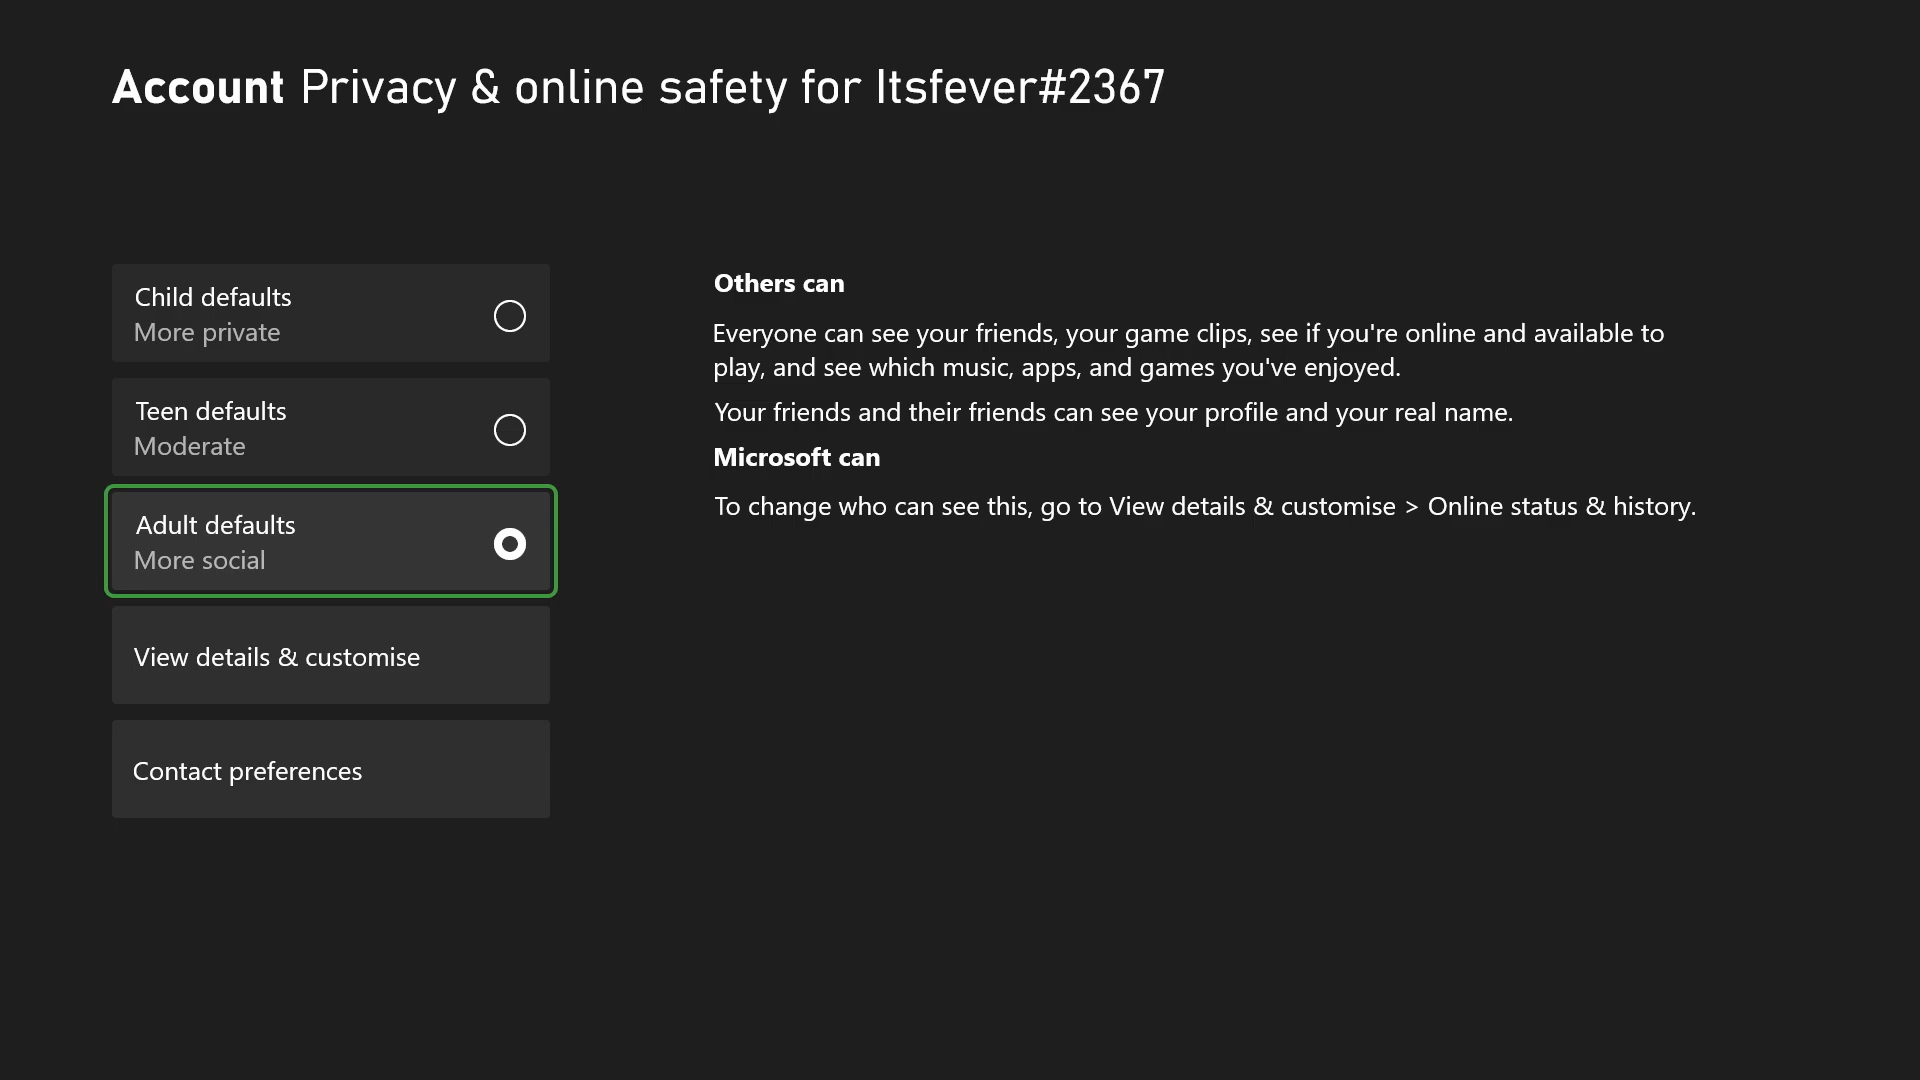 Account Privacy & online safety for Itsfever#2367
Child defaults
More private
Teen defaults
Moderate
Adult defaults
More social
View details & customise
Contact preferences
Others can
Everyone can see your friends, your game clips, see if you're online and available to
play, and see which music, apps, and games you've enjoyed.
Your friends and their friends can see your profile and your real name.
Microsoft can
To change who can see this, go to View details & customise > Online status & history.